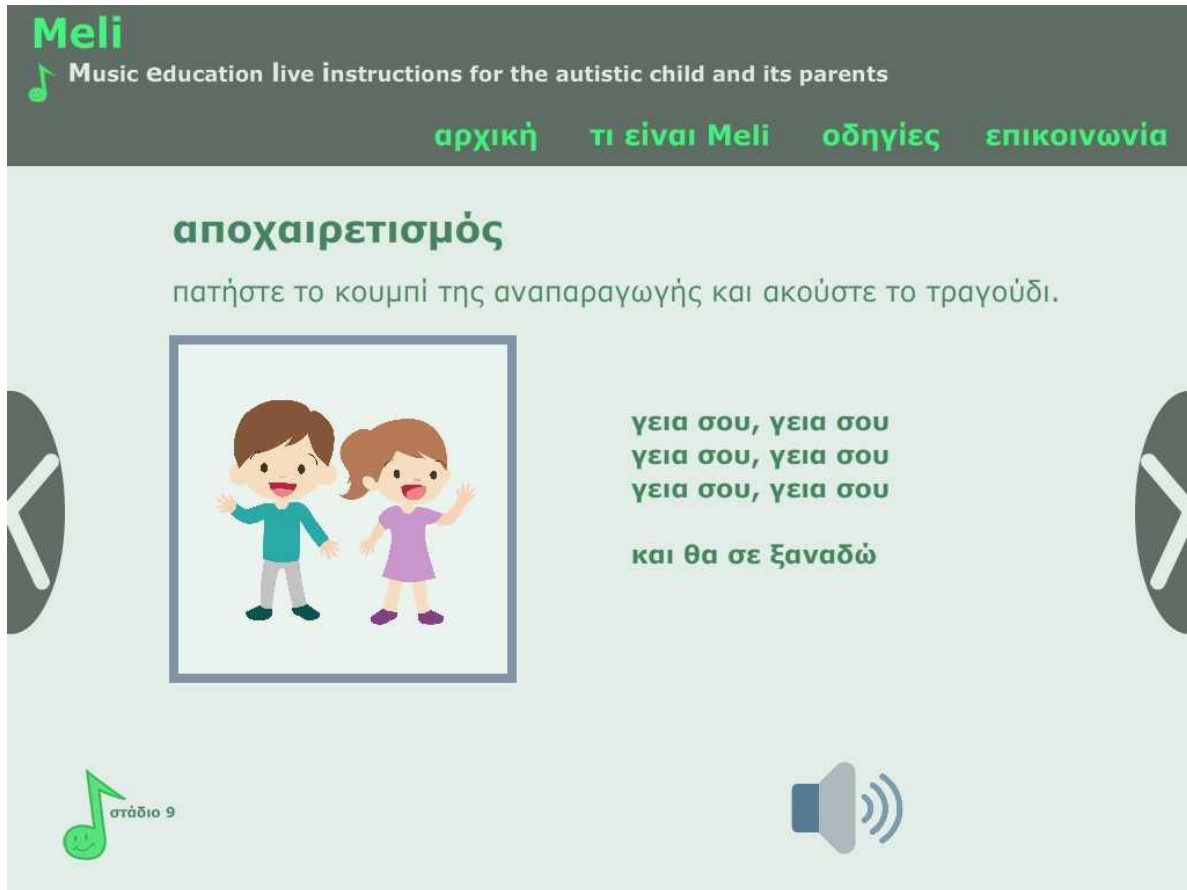 Meli
Music education live instructions for the autistic child and its parents
αρχική τι είναι Meli οδηγίες επικοινωνία
αποχαιρετισμός
πατήστε το κουμπί της αναπαραγωγής και ακούστε το τραγούδι.
γεια σου, γεια σου
γεια σου, γεια σου
γεια σου, γεια σου
και θα σε ξαναδώ
στάδιο 9